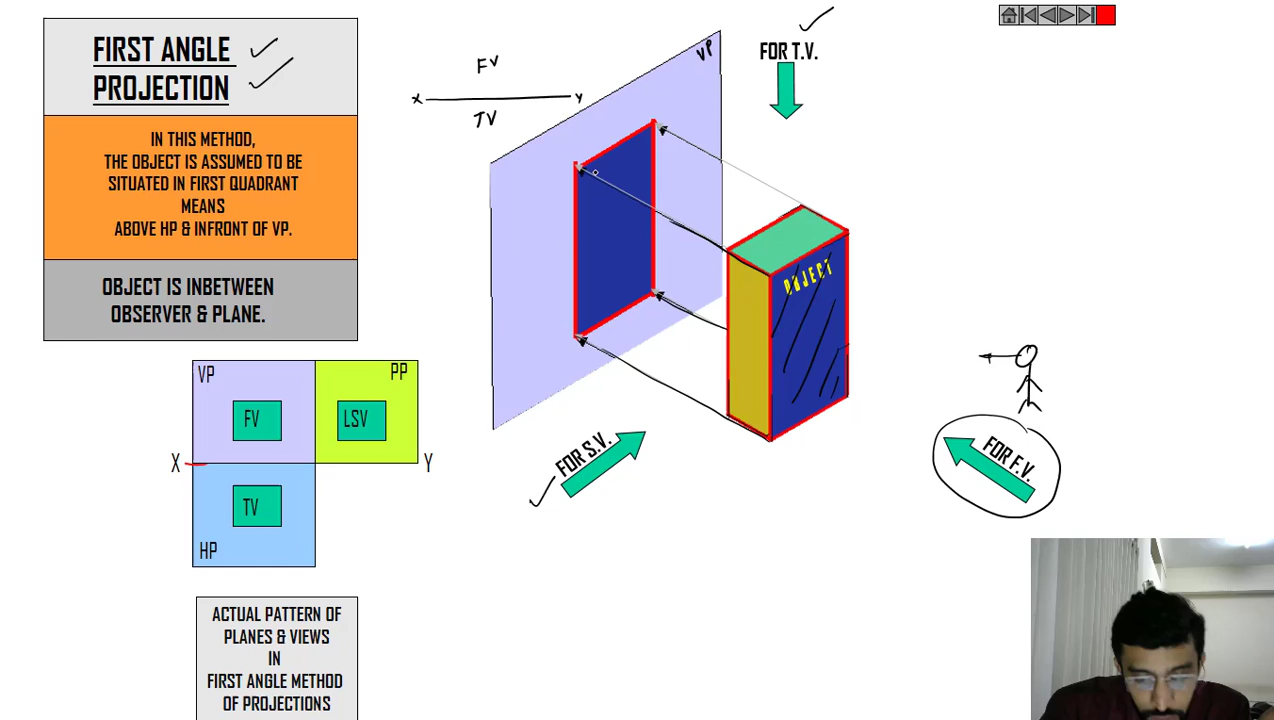 FIRST ANGLE
PROJECTION
IN THIS METHOD,
THE OBJECT IS ASSUMED TO BE
SITUATED IN FIRST QUADRANT
MEANS
ABOVE HP & INFRONT OF VP.
OBJECT IS INBETWEEN
OBSERVER & PLANE.
FV
X
Y
TV
VP
FOR T.V.
OBJECT
FOR S.V.
FOR F.V.
VP
PP
FV
LSV
X
Y
TV
HP
ACTUAL PATTERN OF
PLANES & VIEWS
IN
FIRST ANGLE METHOD
OF PROJECTIONS